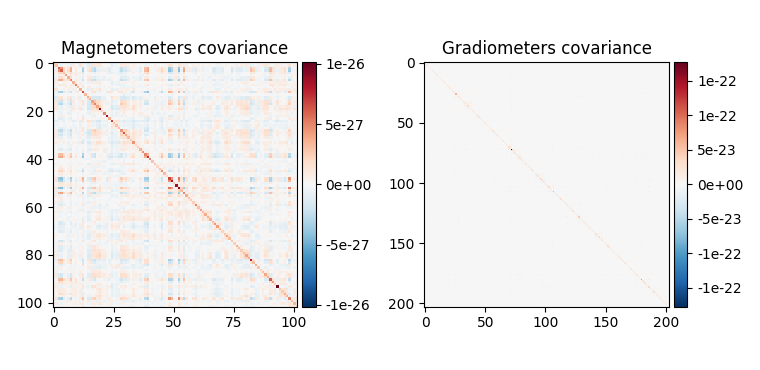 Magnetometers covariance
0
20
40
60
80
100
0
25
50
75
100
1e-26
5e-27
0e+00
-5e-27
-1e-26
Gradiometers covariance
0
50
100
150
200
0
50
100
150
200
1e-22
1e-22
5e-23
0e+00
-5e-23
-1e-22
-1e-22